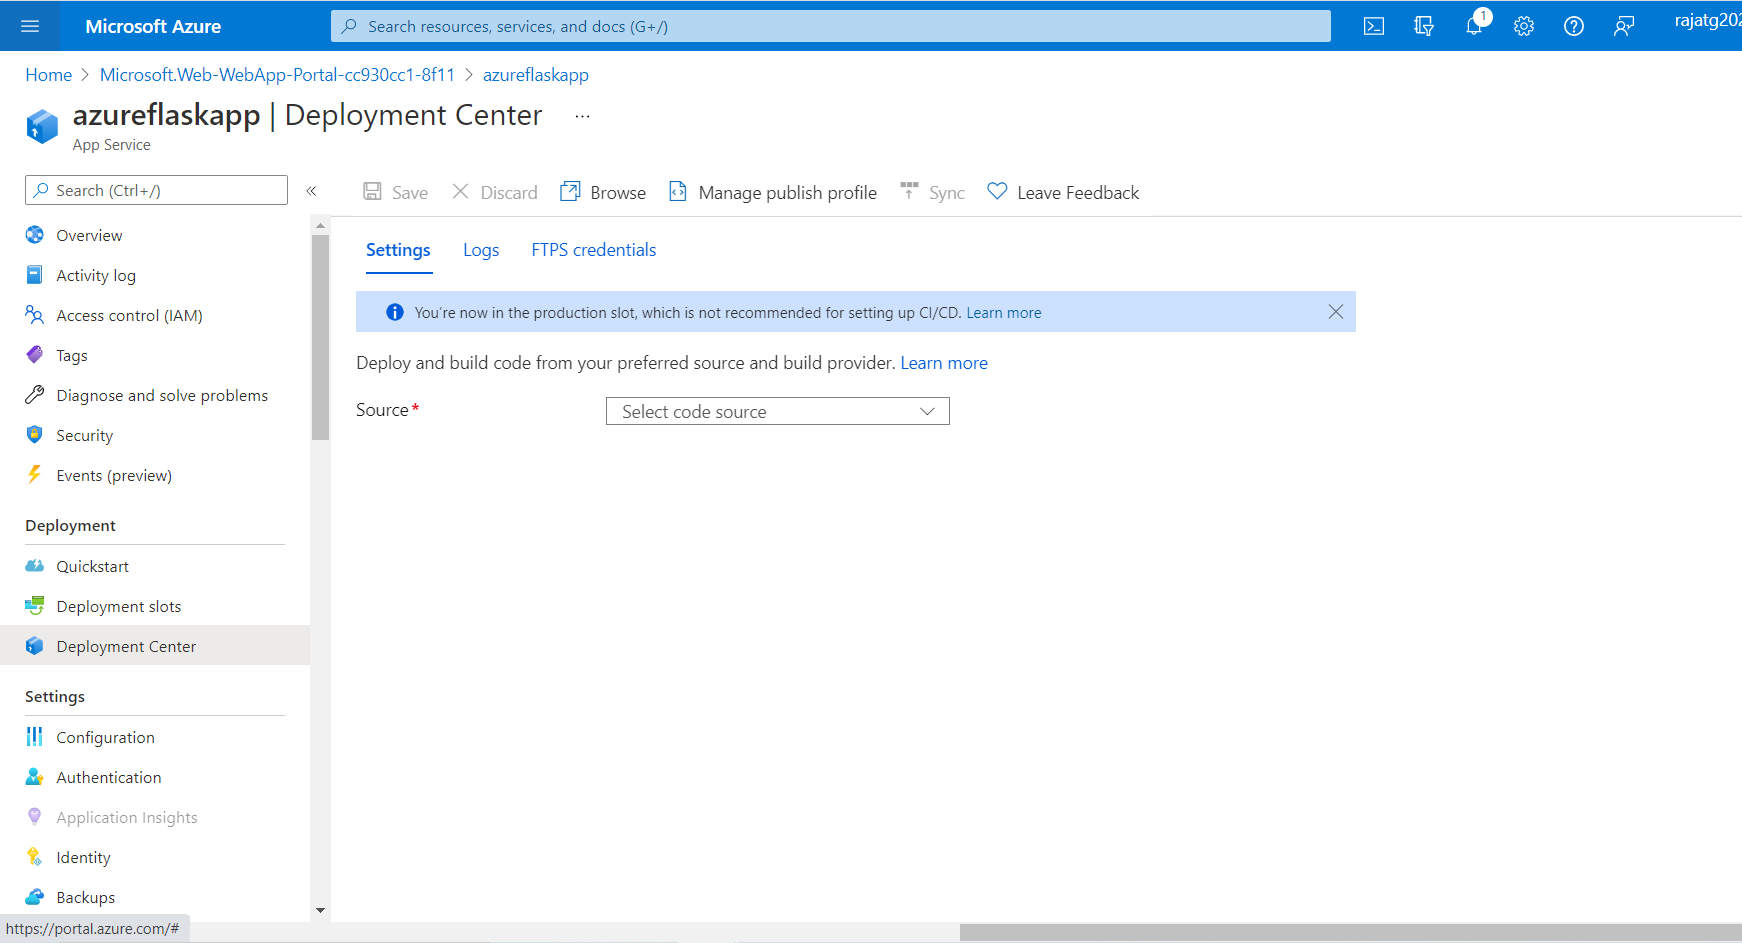 Microsoft Azure
Search resources, services, and docs (G+/)
1
rajatg202
Home > Microsoft.Web-WebApp-Portal-cc930cc1-8f11 > azureflaskapp
azureflaskapp | Deployment Center ...
App Service
Search (Ctrl+/)
«
Save
Discard
Browse
Manage publish profile
Sync
Leave Feedback
Overview
Activity log
Access control (IAM)
Tags
Diagnose and solve problems
Security
Events (preview)
Deployment
Quickstart
Deployment slots
Deployment Center
Settings
Configuration
Authentication
Application Insights
Identity
Backups
https://portal.azure.com/#
Settings
Logs
FTPS credentials
You're now in the production slot, which is not recommended for setting up CI/CD. Learn more
Deploy and build code from your preferred source and build provider. Learn more
Source*
Select code source